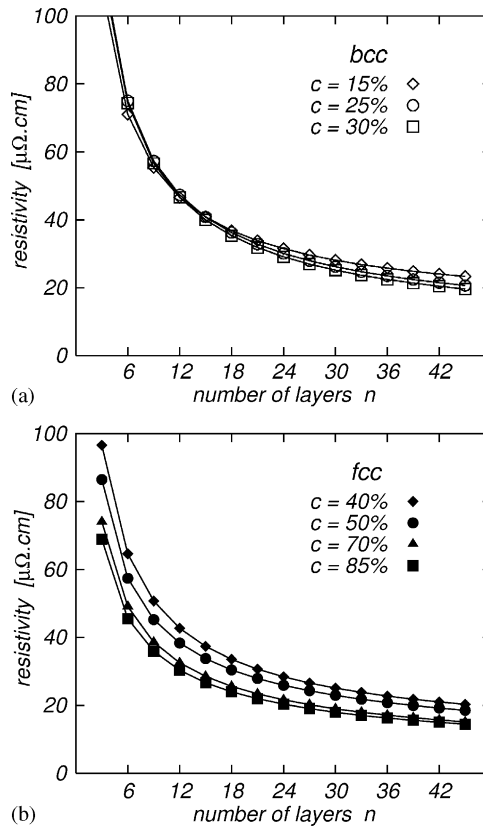 100
80
60
40
20
0
resistivity [μΩ.cm]
bcc
c = 15%
c = 25%
c = 30%
6 12 18 24 30 36 42
number of layers n
(a)
100
80
60
40
20
0
resistivity [μΩ.cm]
fcc
c = 40%
c = 50%
c = 70%
c = 85%
6 12 18 24 30 36 42
number of layers n
(b)